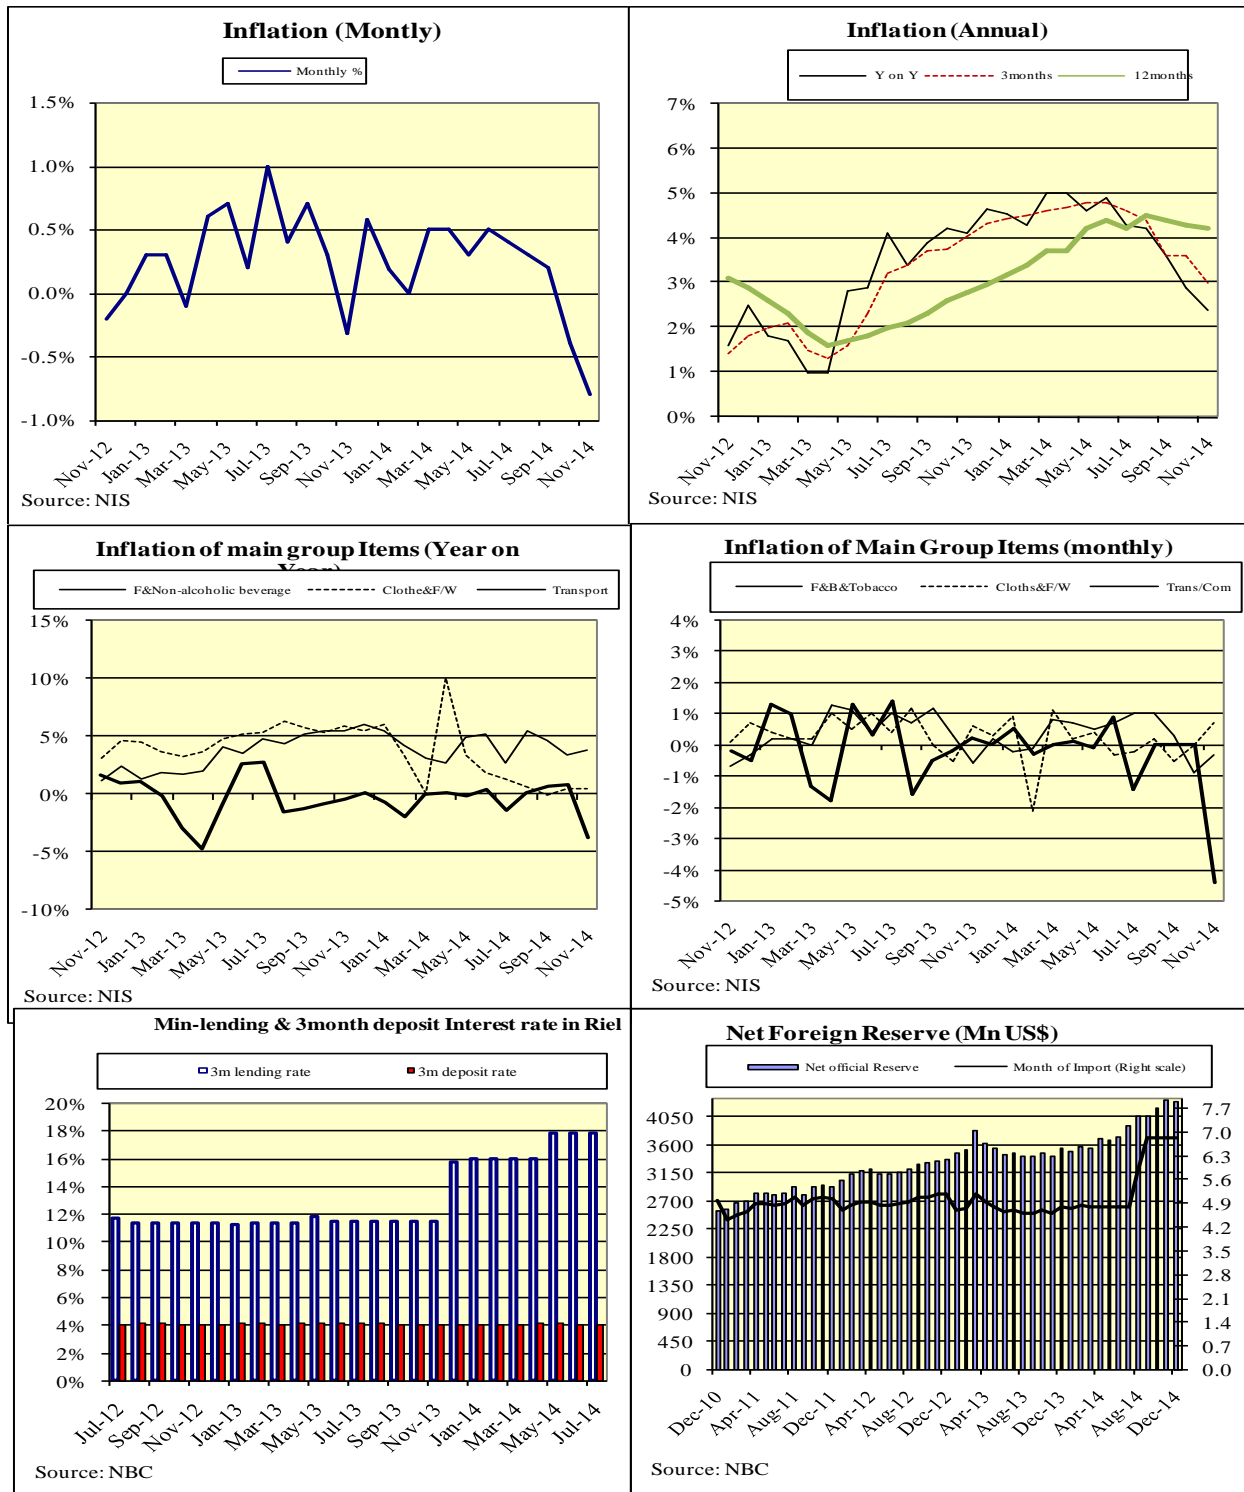 Inflation (Montly)
Monthly %
1.5%
1.0%
0.5%
0.0%
-0.5%
-1.0%
Nov-12
Jan-13
Mar-13
May-13
Jul-13
Sep-13
Nov-13
Jan-14
Mar-14
May-14
Jul-14
Sep-14
Nov-14
Source: NIS
Inflation (Annual)
Y on Y 3months 12months
7%
6%
5%
4%
3%
2%
1%
0%
Nov-12
Jan-13
Mar-13
May-13
Jul-13
Sep-13
Nov-13
Jan-14
Mar-14
May-14
Jul-14
Sep-14
Nov-14
Source: NIS
Inflation of main group Items (Year on
Year)
F&Non-alcoholic beverage Clothe&F/W Transport
15%
10%
5%
0%
-5%
-10%
Nov-12
Jan-13
Mar-13
May-13
Jul-13
Sep-13
Nov-13
Jan-14
Mar-14
May-14
Jul-14
Sep-14
Nov-14
Source: NIS
Inflation of Main Group Items (monthly)
F&B&Tobacco Cloths&F/W Trans/Com
4%
3%
2%
1%
0%
-1%
-2%
-3%
-4%
-5%
Nov-12
Jan-13
Mar-13
May-13
Jul-13
Sep-13
Nov-13
Jan-14
Mar-14
May-14
Jul-14
Sep-14
Nov-14
Source: NIS
Min-lending & 3month deposit Interest rate in Riel
3m lending rate 3m deposit rate
20%
18%
16%
14%
12%
10%
8%
6%
4%
2%
0%
Jul-12
Sep-12
Nov-12
Jan-13
Mar-13
May-13
Jul-13
Sep-13
Nov-13
Jan-14
Mar-14
May-14
Jul-14
Source: NBC
Net Foreign Reserve (Mn US$)
Net official Reserve Month of Import (Right scale)
4050
3600
3150
2700
2250
1800
1350
900
450
0
7.7
7.0
6.3
5.6
4.9
4.2
3.5
2.8
2.1
1.4
0.7
0.0
Dec-10
Apr-11
Aug-11
Dec-11
Apr-12
Aug-12
Dec-12
Apr-13
Aug-13
Dec-13
Apr-14
Aug-14
Dec-14
Source: NBC